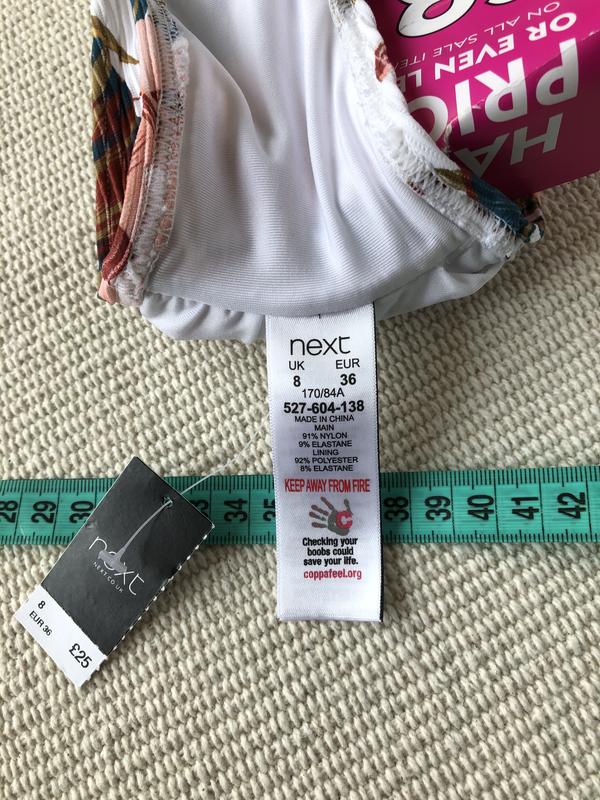 HA
PRIC
OR EVEN LE
ON ALL SALE ITE
next
UK EUR
8 36
170/84A
527-604-138
MADE IN CHINA
MAIN
91% NYLON
9% ELASTANE
LINING
92% POLYESTER
8% ELASTANE
KEEP AWAY FROM FIRE
C
Checking your
boobs could
save your life.
coppafeel.org
28 29 30 34 35 38 39 40 41 42
next
NEXT.CO.UK
8
EUR 36
£25